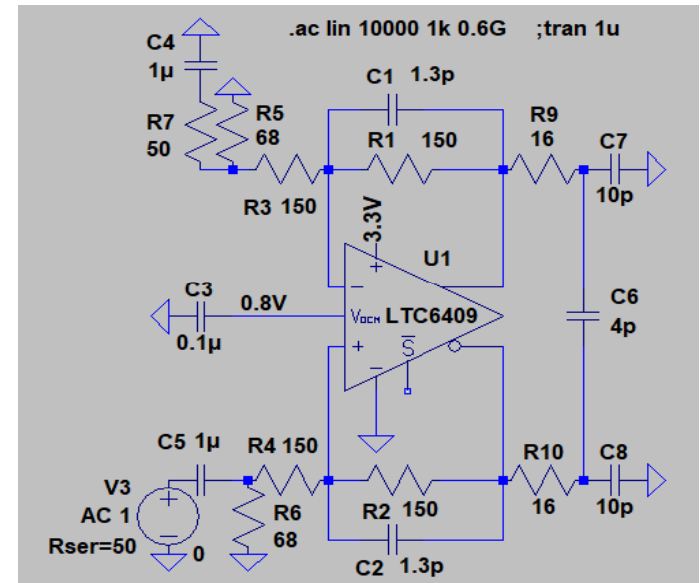 .ac lin 10000 1k 0.6G ;tran 1u
C4
1µ
C1 1.3p
R7
50
R5
68
R1 150
R9
16
C7
10p
R3 150
3.3V
U1
C3
0.8V
0.1µ
VOCM
LTC6409
S
C6
4p
C5 1µ
R4 150
R10
16
C8
10p
V3
AC 1
Rser=50
0
R6
68
R2 150
C2 1.3p
+
−
+
−
+
−